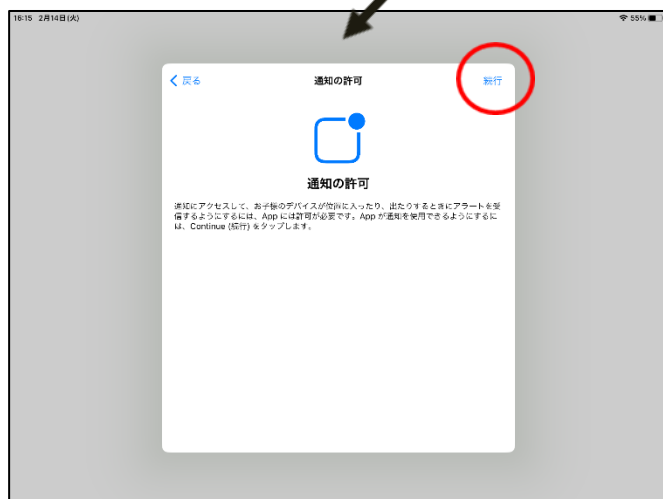 16:15 2月14日(火)
55%
戻る
通知の許可
続行
通知の許可
通知にアクセスして、お子様のデバイスが位置に入ったり、出たりするときにアラートを受
信するようにするには、App には許可が必要です。App が通知を使用できるようにするに
は、Continue (続行) をタップします。